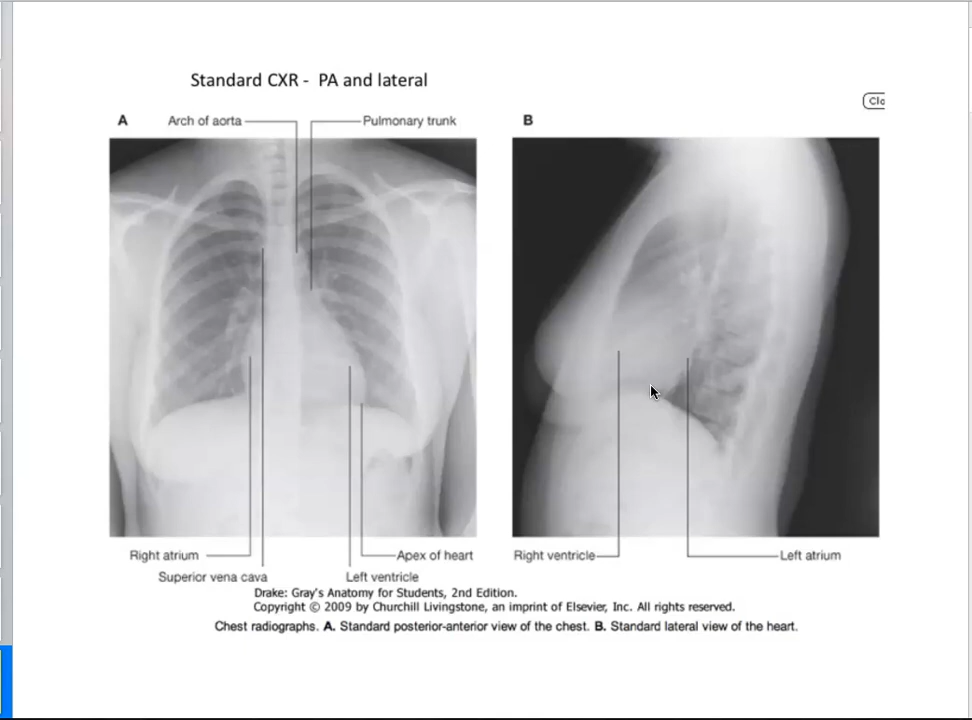 Standard CXR - PA and lateral
Clo
A
Arch of aorta
Pulmonary trunk
B
Right atrium
Apex of heart
Right ventricle
Left atrium
Superior vena cava
Left ventricle
Drake: Gray's Anatomy for Students, 2nd Edition.
Copyright © 2009 by Churchill Livingstone, an imprint of Elsevier, Inc. All rights reserved.
Chest radiographs. A. Standard posterior-anterior view of the chest. B. Standard lateral view of the heart.